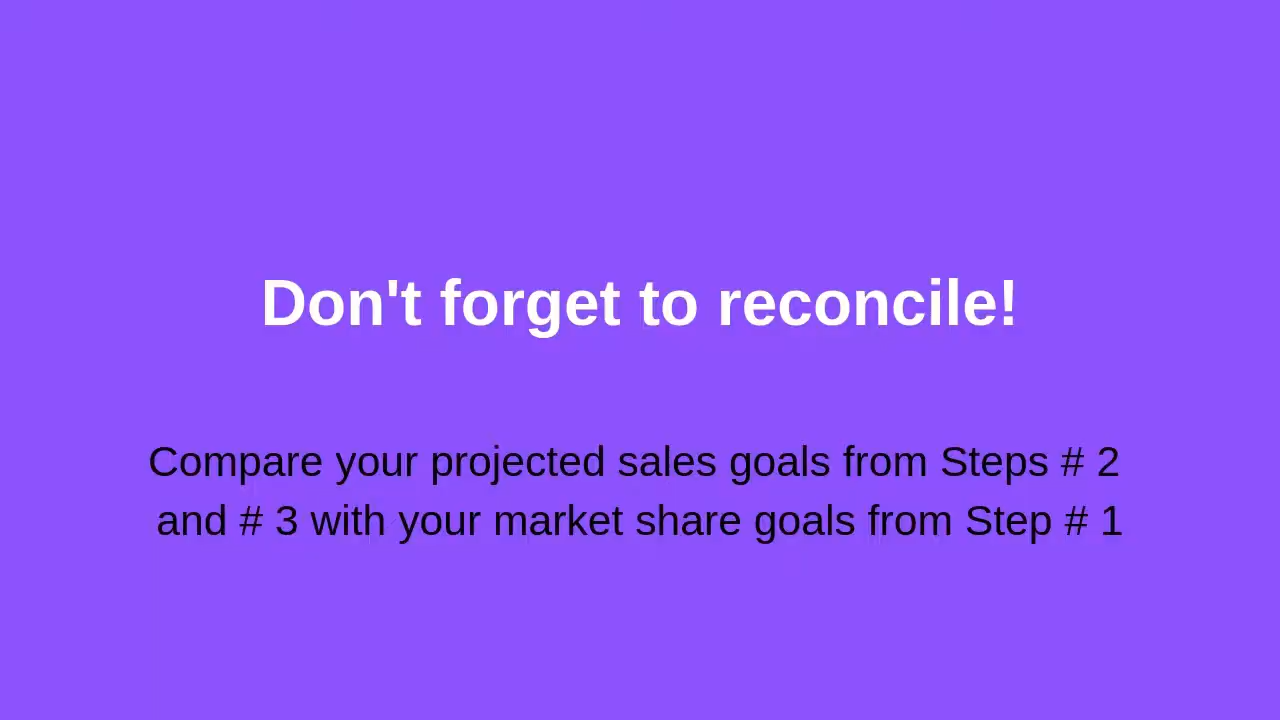 Don't forget to reconcile!
Compare your projected sales goals from Steps # 2
and # 3 with your market share goals from Step # 1